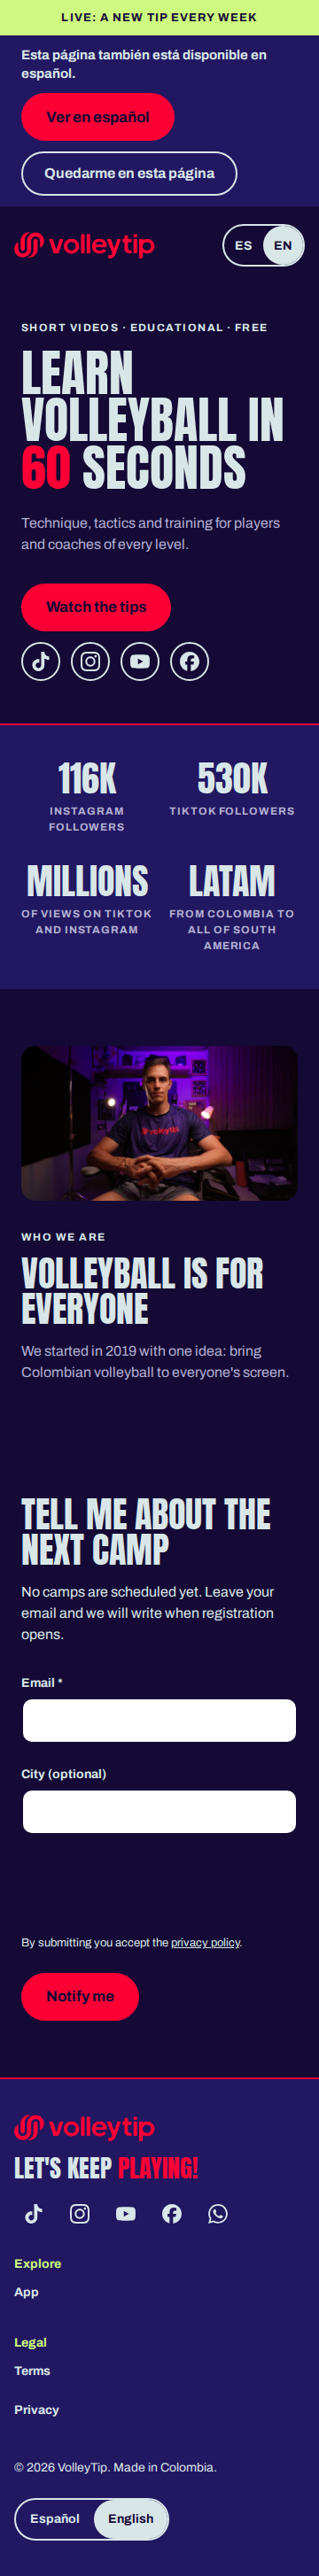 LIVE: A NEW TIP EVERY WEEK
Esta página también está disponible en
español.
Ver en español
Quedarme en esta página
volleytip
ES EN
SHORT VIDEOS · EDUCATIONAL · FREE
LEARN
VOLLEYBALL IN
60 SECONDS
Technique, tactics and training for players
and coaches of every level.
Watch the tips
116K
INSTAGRAM
FOLLOWERS
530K
TIKTOK FOLLOWERS
MILLIONS
OF VIEWS ON TIKTOK
AND INSTAGRAM
LATAM
FROM COLOMBIA TO
ALL OF SOUTH
AMERICA
WHO WE ARE
VOLLEYBALL IS FOR
EVERYONE
We started in 2019 with one idea: bring
Colombian volleyball to everyone's screen.
TELL ME ABOUT THE
NEXT CAMP
No camps are scheduled yet. Leave your
email and we will write when registration
opens.
Email *
City (optional)
By submitting you accept the privacy policy.
Notify me
volleytip
LET'S KEEP PLAYING!
Explore
App
Legal
Terms
Privacy
© 2026 VolleyTip. Made in Colombia.
Español English